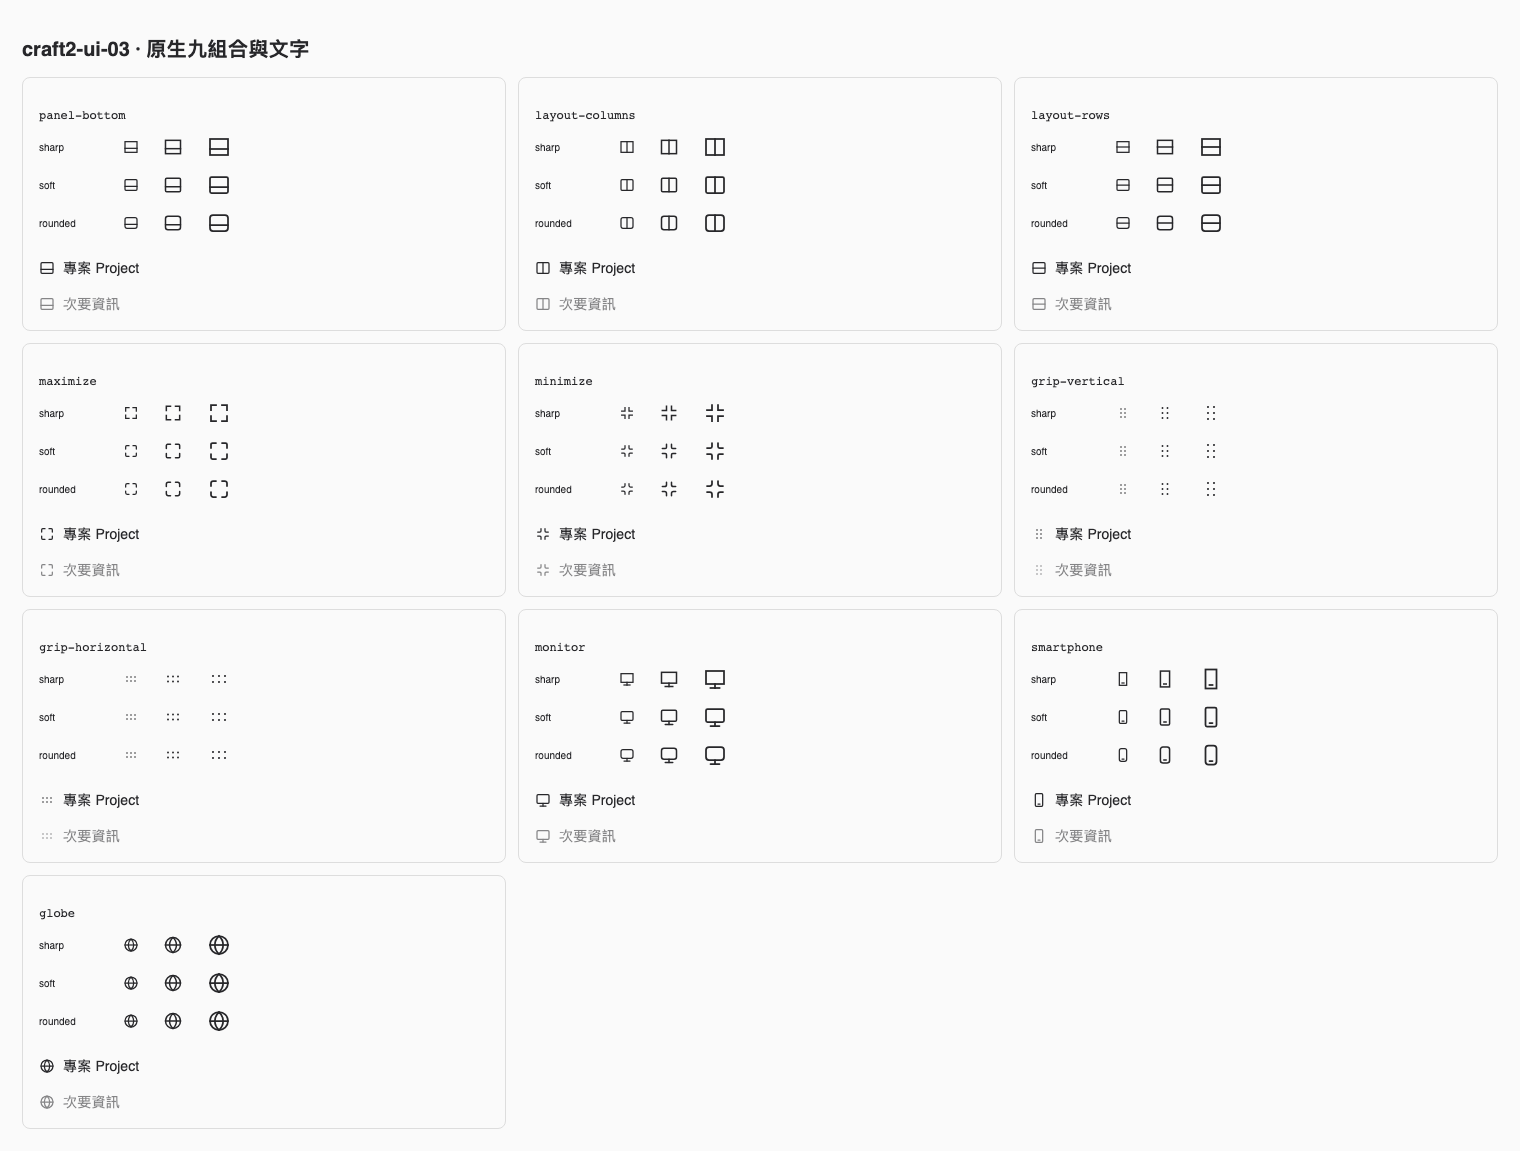 craft2-ui-03 · 原生九組合與文字
panel-bottom
sharp
soft
rounded
專案 Project
次要資訊
layout-columns
sharp
soft
rounded
專案 Project
次要資訊
layout-rows
sharp
soft
rounded
專案 Project
次要資訊
maximize
sharp
soft
rounded
專案 Project
次要資訊
minimize
sharp
soft
rounded
專案 Project
次要資訊
grip-vertical
sharp
soft
rounded
專案 Project
次要資訊
grip-horizontal
sharp
soft
rounded
專案 Project
次要資訊
monitor
sharp
soft
rounded
專案 Project
次要資訊
smartphone
sharp
soft
rounded
專案 Project
次要資訊
globe
sharp
soft
rounded
專案 Project
次要資訊